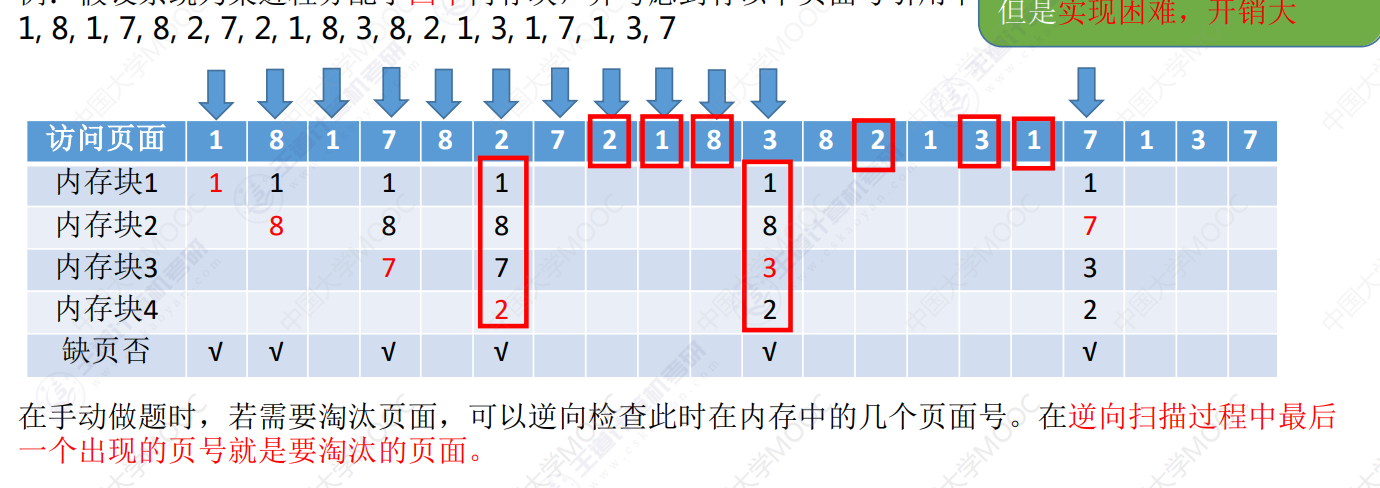 但是实现困难，开销大
1, 8, 1, 7, 8, 2, 7, 2, 1, 8, 3, 8, 2, 1, 3, 1, 7, 1, 3, 7
访问页面 1 8 1 7 8 2 7 2 1 8 3 8 2 1 3 1 7 1 3 7
内存块1 1 1 1 1 1 1
内存块2 8 8 8 8 7
内存块3 7 7 3 3
内存块4 2 2 2
缺页否 √ √ √ √ √ √
在手动做题时，若需要淘汰页面，可以逆向检查此时在内存中的几个页面号。在逆向扫描过程中最后
一个出现的页号就是要淘汰的页面。